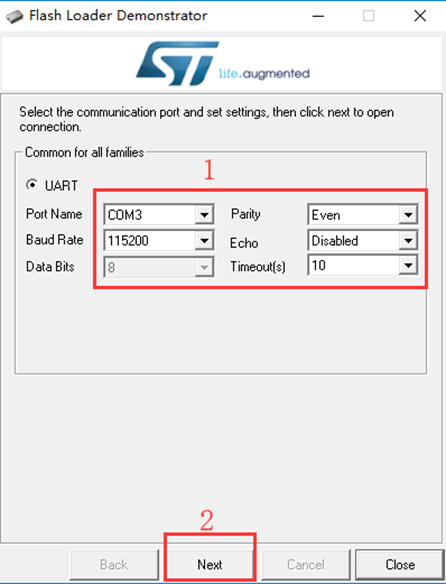 Flash Loader Demonstrator
ST life.augmented
Select the communication port and set settings, then click next to open
connection.
Common for all families
1
UART
Port Name COM3 Parity Even
Baud Rate 115200 Echo Disabled
Data Bits 8 Timeout(s) 10
2
Back Next Cancel Close